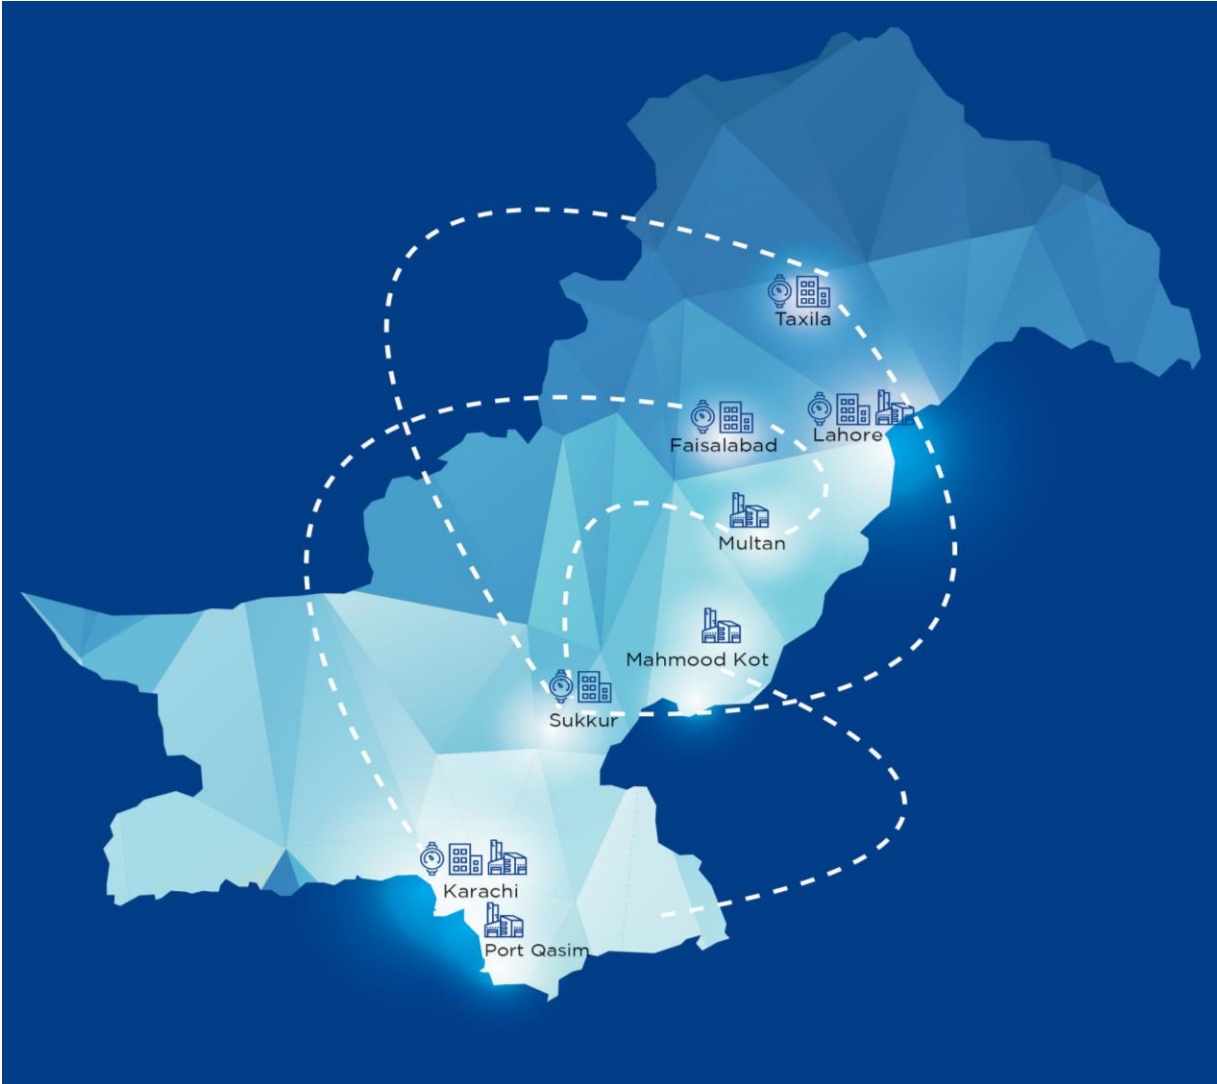 Taxila
Lahore
Faisalabad
Multan
Mahmood Kot
Sukkur
Karachi
Port Qasim